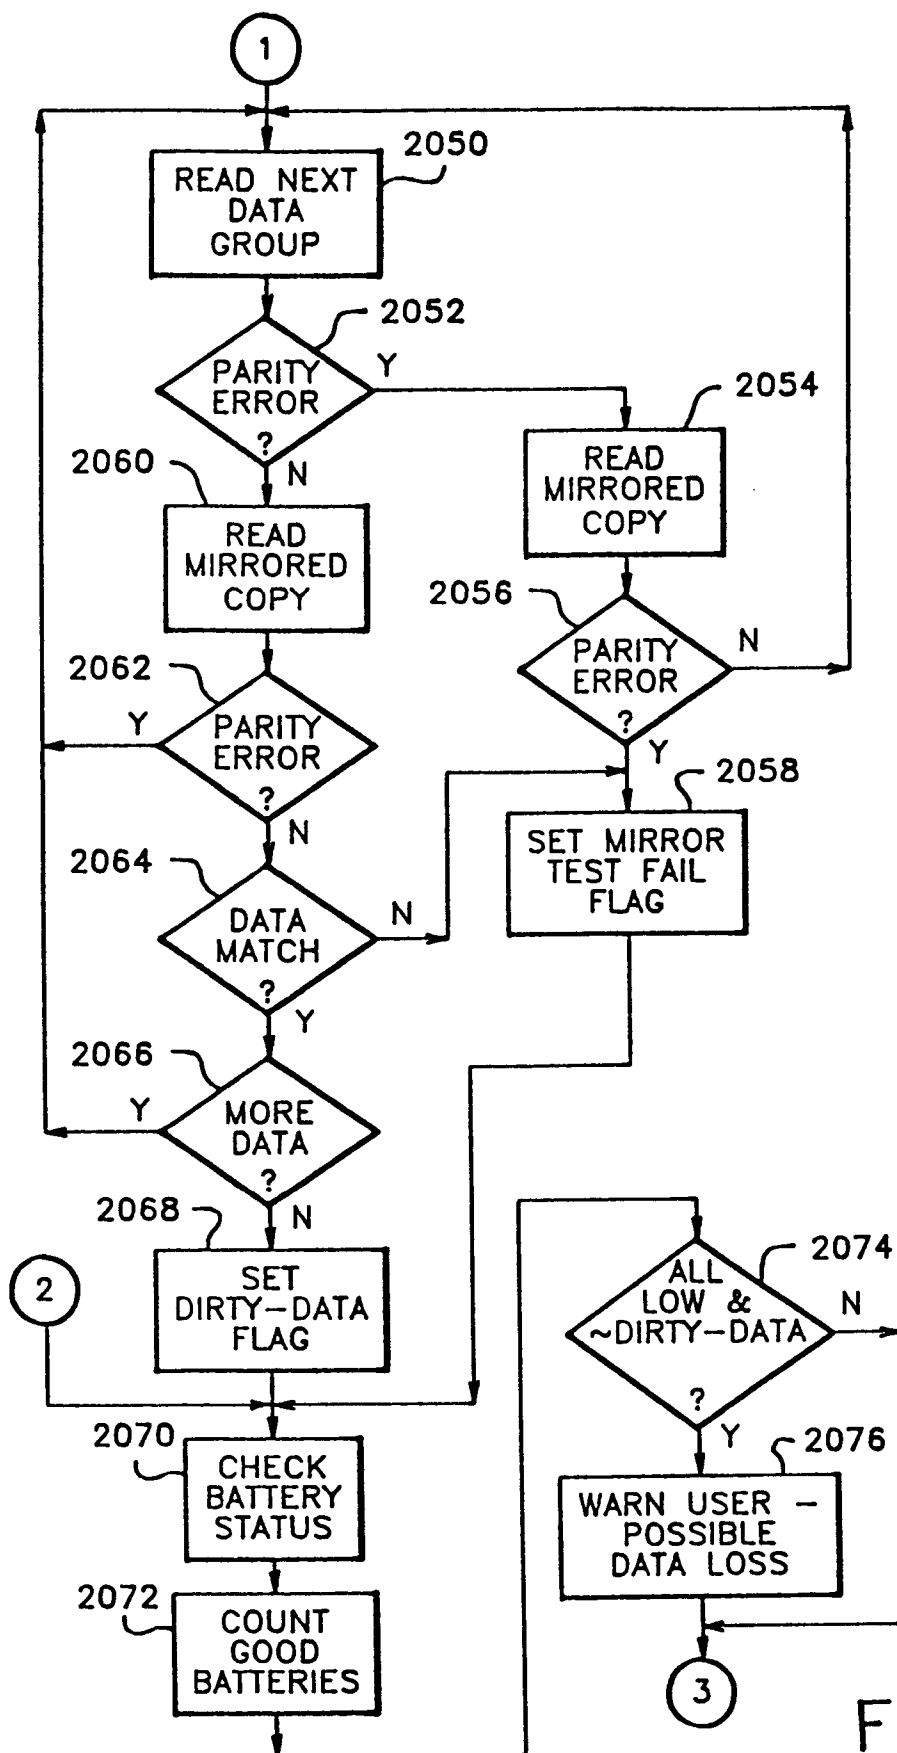 1
2050
READ NEXT
DATA
GROUP
2052
PARITY
ERROR
?
Y
N
2054
READ
MIRRORED
COPY
2060
READ
MIRRORED
COPY
2056
PARITY
ERROR
?
N
Y
2062
PARITY
ERROR
?
Y
N
2058
SET MIRROR
TEST FAIL
FLAG
2064
DATA
MATCH
?
N
Y
2066
MORE
DATA
?
Y
N
2068
SET
DIRTY-DATA
FLAG
2
2070
CHECK
BATTERY
STATUS
2072
COUNT
GOOD
BATTERIES
2074
ALL
LOW &
~DIRTY-DATA
?
N
Y
2076
WARN USER -
POSSIBLE
DATA LOSS
3
F